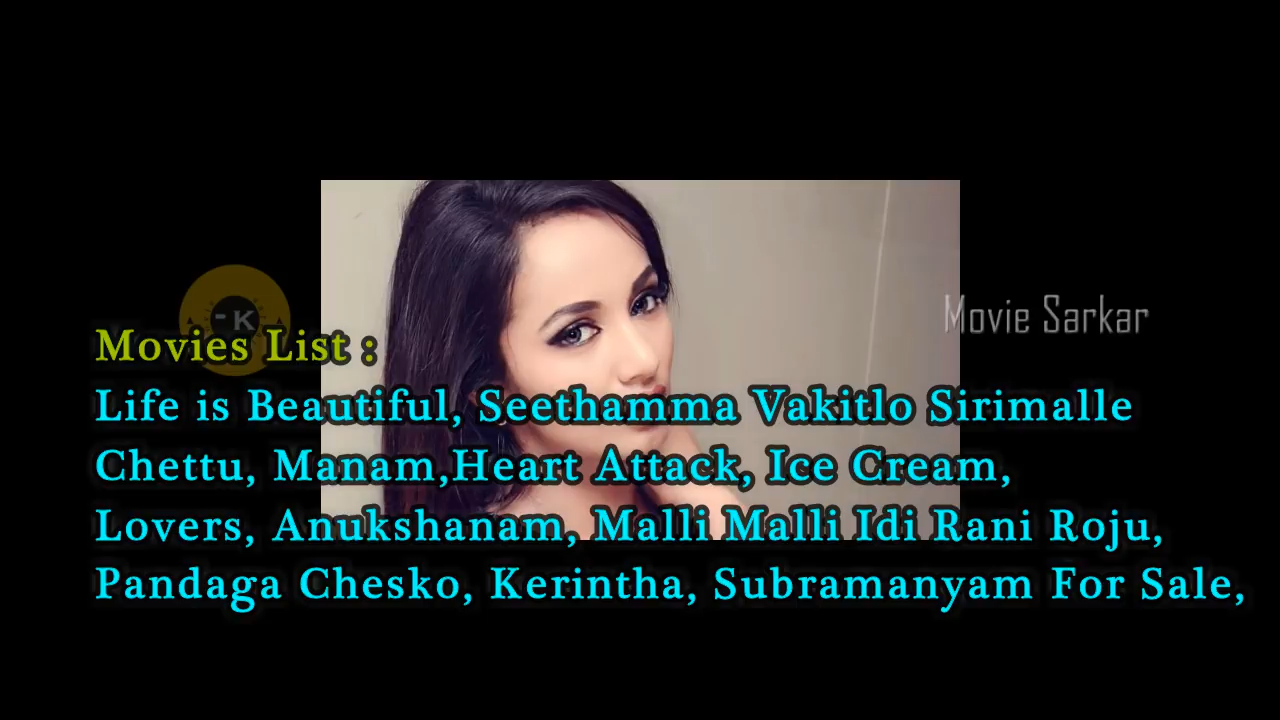 -K
Movie Sarkar
Movies List :
Life is Beautiful, Seethamma Vakitlo Sirimalle
Chettu, Manam,Heart Attack, Ice Cream,
Lovers, Anukshanam, Malli Malli Idi Rani Roju,
Pandaga Chesko, Kerintha, Subramanyam For Sale,